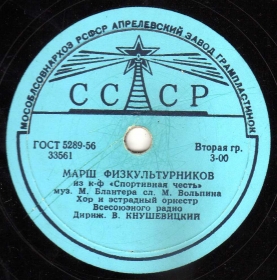 МОСОБЛСОВНАРХОЗ РСФСР АПРЕЛЕВСКИЙ ЗАВОД ГРАМПЛАСТИНОК
СССР
ГОСТ 5289-56
33561
Вторая гр.
3-00
МАРШ ФИЗКУЛЬТУРНИКОВ
из к-ф «Спортивная честь»
муз. М. Блантера сл. М. Вольпина
Хор и эстрадный оркестр
Всесоюзного радио
Дириж. В. КНУШЕВИЦКИЙ